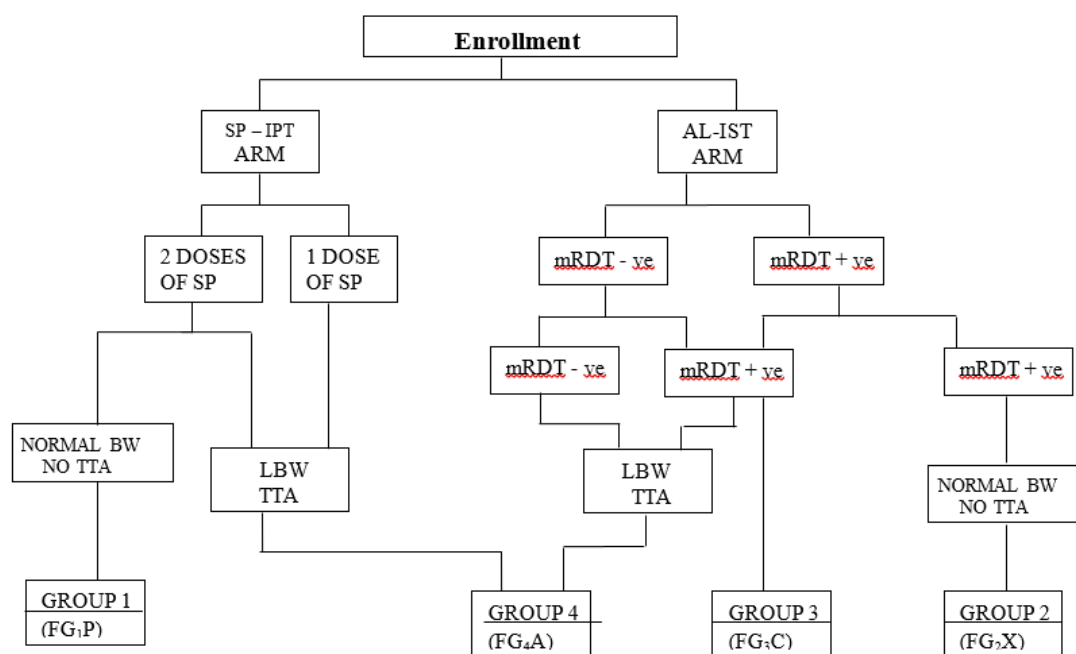 Enrollment
SP – IPT
ARM
AL-IST
ARM
2 DOSES
OF SP
1 DOSE
OF SP
mRDT - ve
mRDT + ve
mRDT - ve
mRDT + ve
mRDT + ve
NORMAL BW
NO TTA
LBW
TTA
LBW
TTA
NORMAL BW
NO TTA
GROUP 1
(FG₁P)
GROUP 4
(FG₄A)
GROUP 3
(FG₃C)
GROUP 2
(FG₂X)